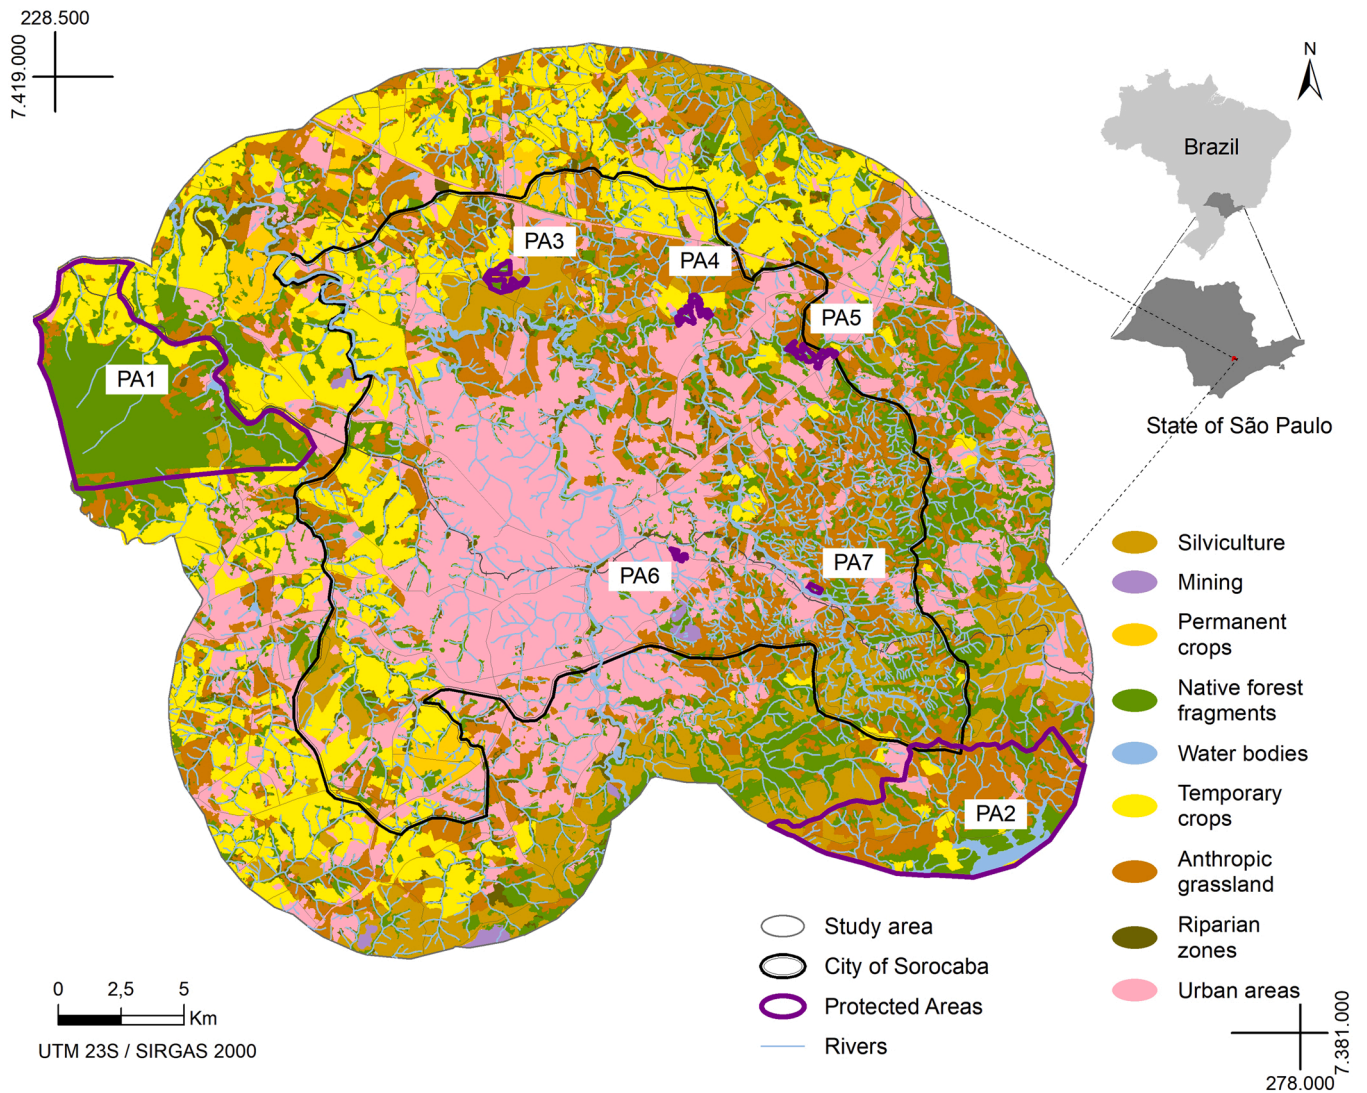 228.500
7.419.000
N
Brazil
State of São Paulo
PA3
PA4
PA5
PA1
PA6
PA7
PA2
Silviculture
Mining
Permanent
crops
Native forest
fragments
Water bodies
Temporary
crops
Anthropic
grassland
Riparian
zones
Urban areas
Study area
City of Sorocaba
Protected Areas
Rivers
0 2,5 5
Km
UTM 23S / SIRGAS 2000
7.381.000
278.000